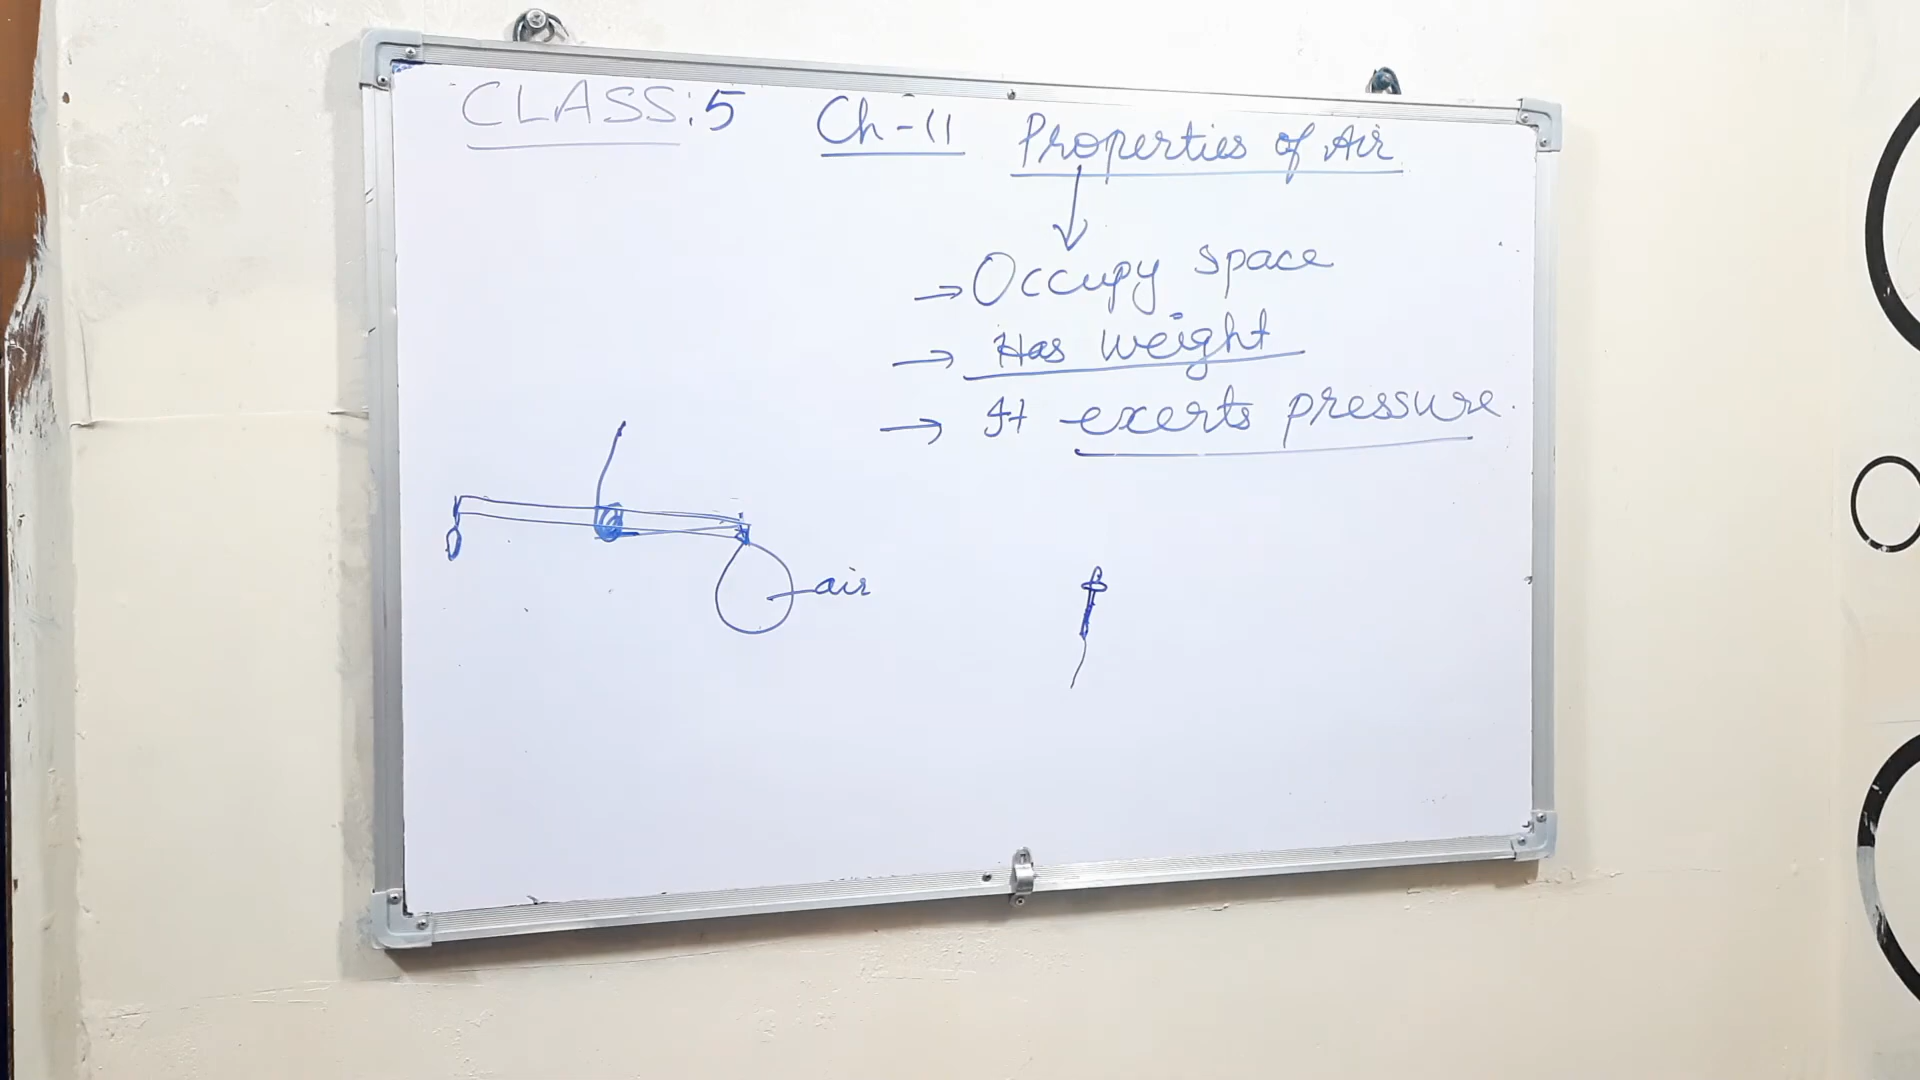 CLASS: 5 Ch-11 Properties of Air
→ Occupy space
→ Has weight
→ It exerts pressure.
air